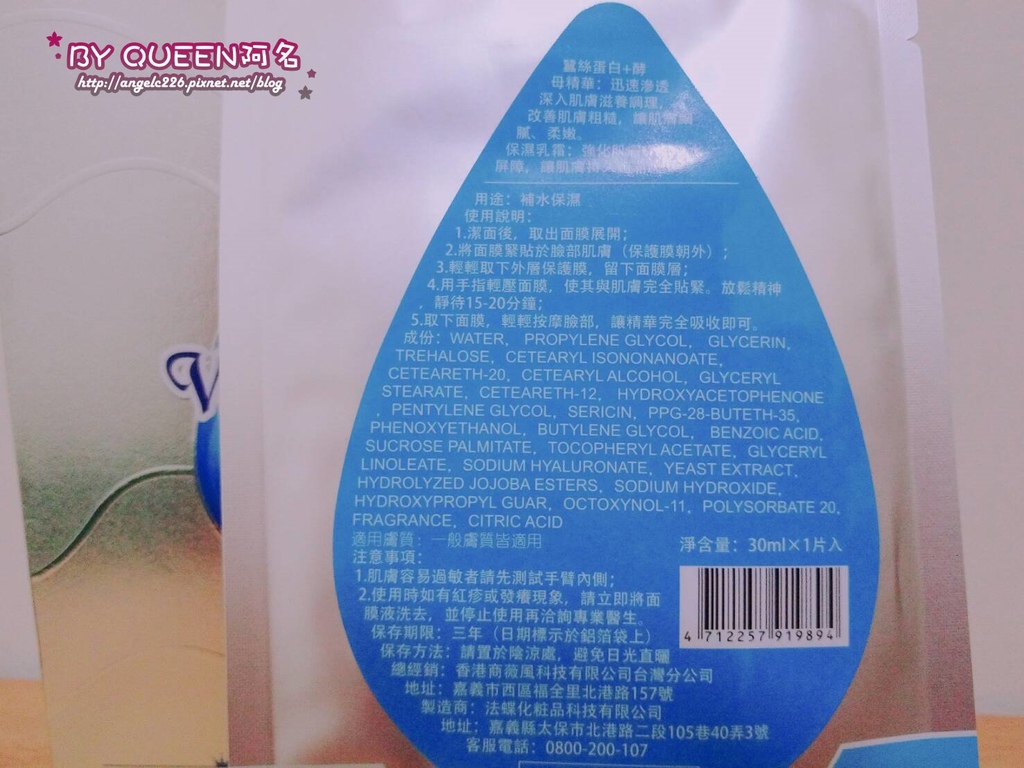 BY QUEEN阿名
http://angelc226.pixnet.net/blog
蠶絲蛋白+酵
母精華：迅速滲透
深入肌膚滋養調理，
改善肌膚粗糙，讓肌膚
膩、柔嫩。
保濕乳霜：強化肌
屏障，讓肌膚
用途：補水保濕
使用說明：
1.潔面後，取出面膜展開；
2.將面膜緊貼於臉部肌膚（保護膜朝外）；
3.輕輕取下外層保護膜，留下面膜層；
4.用手指輕壓面膜，使其與肌膚完全貼緊。放鬆精神
，靜待15-20分鐘；
5.取下面膜，輕輕按摩臉部，讓精華完全吸收即可。
成份：WATER, PROPYLENE GLYCOL, GLYCERIN,
TREHALOSE, CETEARYL ISONONANOATE,
CETEARETH-20, CETEARYL ALCOHOL, GLYCERYL
STEARATE, CETEARETH-12, HYDROXYACETOPHENONE
, PENTYLENE GLYCOL, SERICIN, PPG-28-BUTETH-35,
PHENOXYETHANOL, BUTYLENE GLYCOL, BENZOIC ACID,
SUCROSE PALMITATE, TOCOPHERYL ACETATE, GLYCERYL
LINOLEATE, SODIUM HYALURONATE, YEAST EXTRACT,
HYDROLYZED JOJOBA ESTERS, SODIUM HYDROXIDE,
HYDROXYPROPYL GUAR, OCTOXYNOL-11, POLYSORBATE 20,
FRAGRANCE, CITRIC ACID
適用膚質：一般膚質皆適用
淨含量：30ml×1片入
注意事項：
1.肌膚容易過敏者請先測試手臂內側；
2.使用時如有紅疹或發癢現象，請立即將面
膜液洗去，並停止使用再洽詢專業醫生。
4 712257 919894
保存期限：三年（日期標示於鋁箔袋上）
保存方法：請置於陰涼處，避免日光直曬
總經銷：香港商薇風科技有限公司台灣分公司
地址：嘉義市西區福全里北港路157號
製造商：法蝶化粧品科技有限公司
地址：嘉義縣太保市北港路二段105巷40弄3號
客服電話：0800-200-107